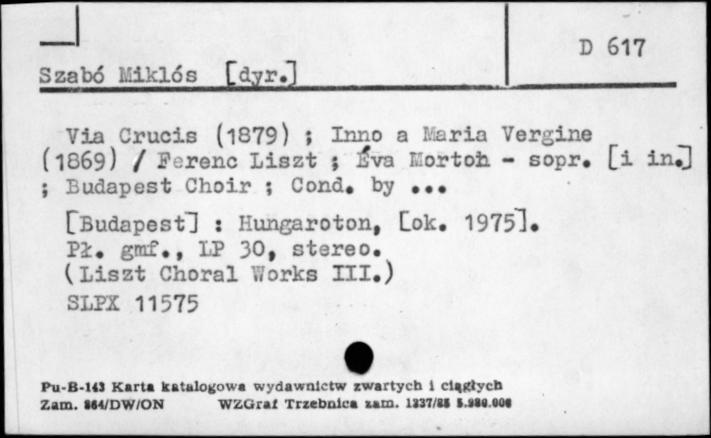 D 617
Szabó Miklós [dyr.]
Via Crucis (1879) ; Inno a Maria Vergine
(1869) / Ferenc Liszt ; Éva Mortoh - sopr. [i in.]
; Budapest Choir ; Cond. by ...
[Budapest] : Hungaroton, [ok. 1975].
Pł. gmf., LP 30, stereo.
(Liszt Choral Works III.)
SLPX 11575
Pu-B-143 Karta katalogowa wydawnictw zwartych i ciągłych
Zam. 864/DW/ON WZGraf Trzebnica zam. 1337/88 5.980.000